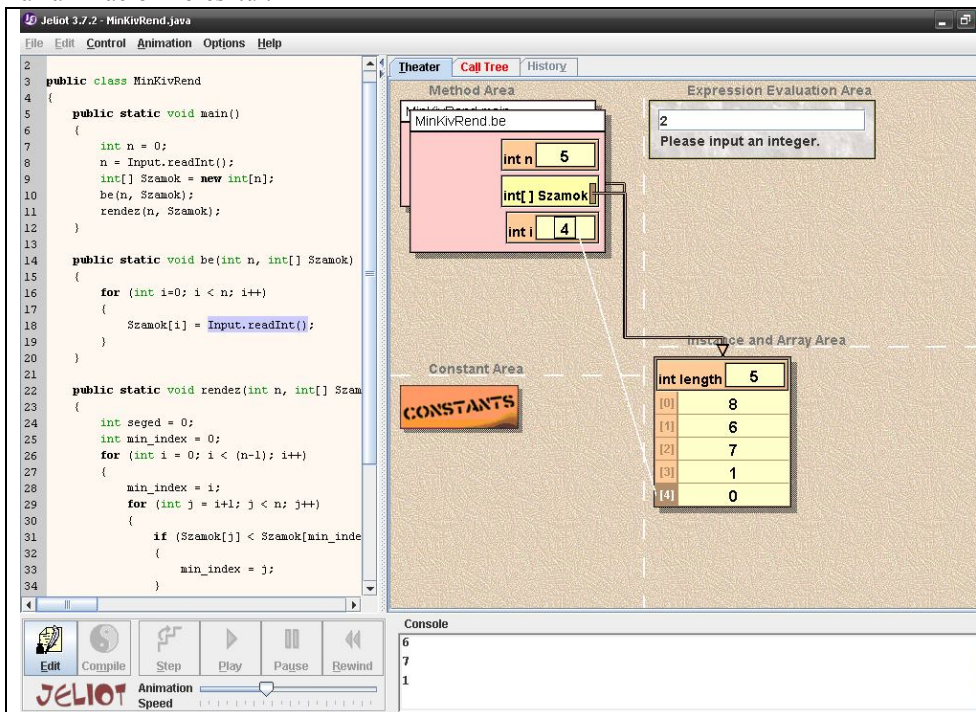 Jeliot 3.7.2 - MinKivRend.java
File Edit Control Animation Options Help
2
3 public class MinKivRend
4 {
5 public static void main()
6 {
7 int n = 0;
8 n = Input.readInt();
9 int[] Szamok = new int[n];
10 be(n, Szamok);
11 rendez(n, Szamok);
12 }
13
14 public static void be(int n, int[] Szamok)
15 {
16 for (int i=0; i < n; i++)
17 {
18 Szamok[i] = Input.readInt();
19 }
20 }
21
22 public static void rendez(int n, int[] Szam
23 {
24 int seged = 0;
25 int min_index = 0;
26 for (int i = 0; i < (n-1); i++)
27 {
28 min_index = i;
29 for (int j = i+1; j < n; j++)
30 {
31 if (Szamok[j] < Szamok[min_inde
32 {
33 min_index = j;
34 }
Theater Call Tree History
Method Area
MinKivRend.be
int n 5
int[ ] Szamok
int i 4
Expression Evaluation Area
2
Please input an integer.
Constant Area
CONSTANTS
Instance and Array Area
int length 5
[0] 8
[1] 6
[2] 7
[3] 1
[4] 0
Edit Compile Step Play Pause Rewind
JELIOT
Animation Speed
Console
6
7
1